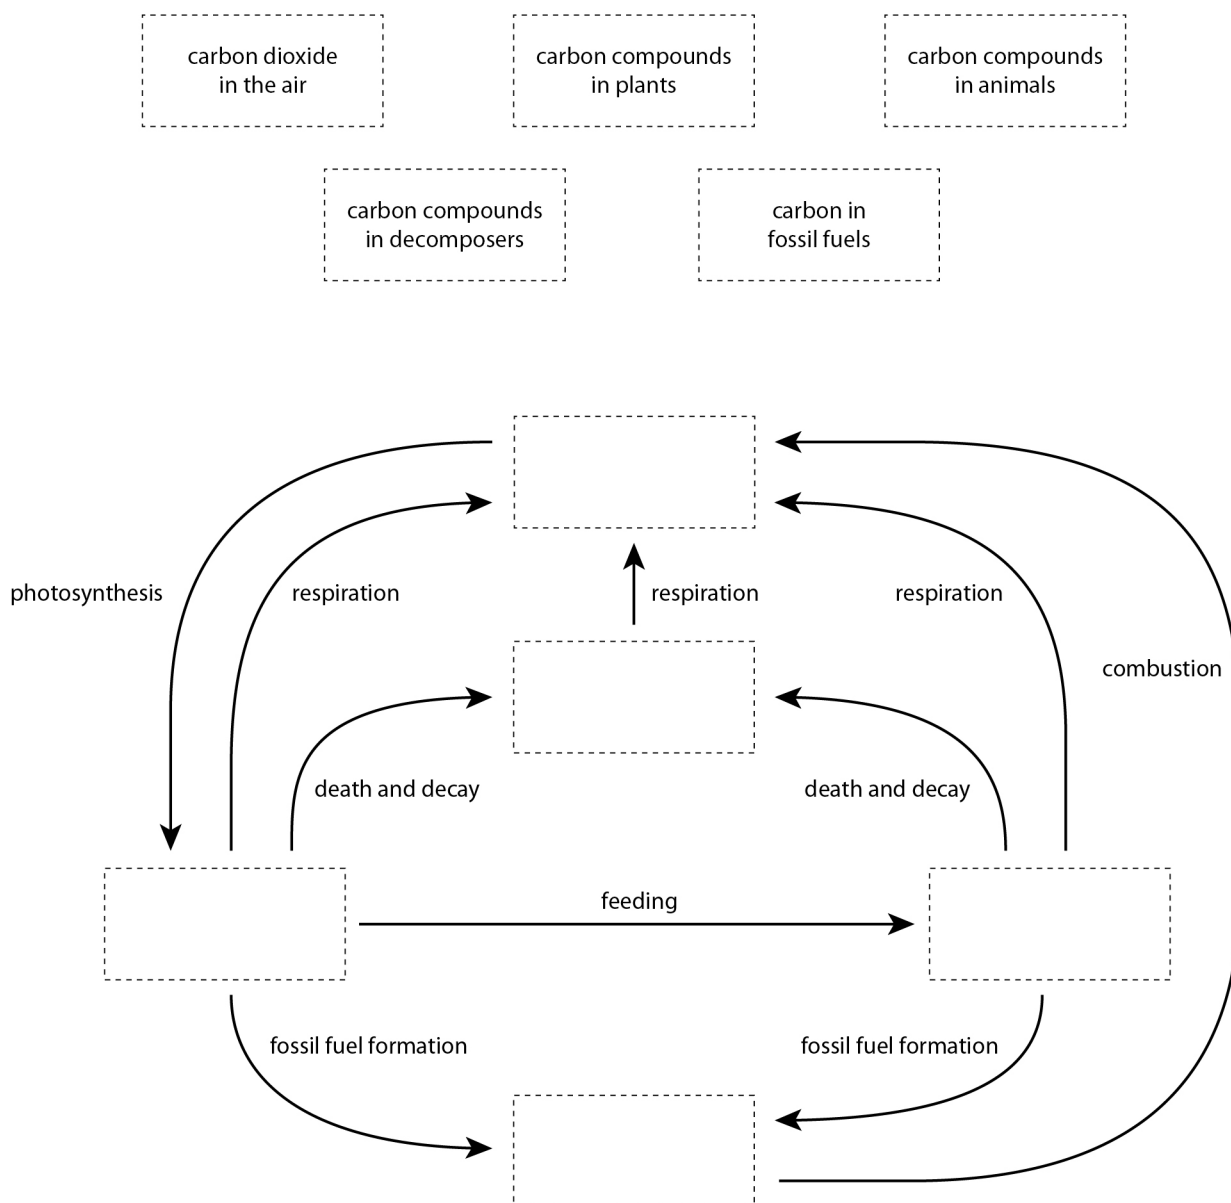 carbon dioxide
in the air
carbon compounds
in plants
carbon compounds
in animals
carbon compounds
in decomposers
carbon in
fossil fuels
photosynthesis
respiration
respiration
respiration
combustion
death and decay
death and decay
feeding
fossil fuel formation
fossil fuel formation